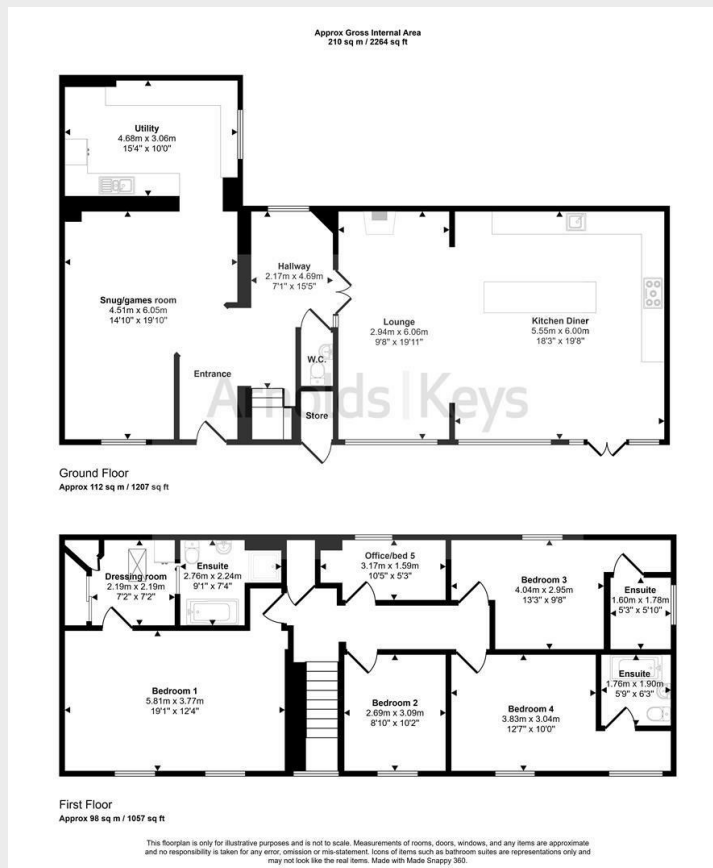 Approx Gross Internal Area
210 sq m / 2264 sq ft
Utility
4.68m x 3.06m
15'4" x 10'0"
Snug/games room
4.51m x 6.05m
14'10" x 19'10"
Hallway
2.17m x 4.69m
7'1" x 15'5"
Lounge
2.94m x 6.06m
9'8" x 19'11"
Kitchen Diner
5.55m x 6.00m
18'3" x 19'8"
W.C.
Entrance
Store
Arnolds | Keys
Ground Floor
Approx 112 sq m / 1207 sq ft
Dressing room
2.19m x 2.19m
7'2" x 7'2"
Ensuite
2.76m x 2.24m
9'1" x 7'4"
Office/bed 5
3.17m x 1.59m
10'5" x 5'3"
Bedroom 3
4.04m x 2.95m
13'3" x 9'8"
Ensuite
1.60m x 1.78m
5'3" x 5'10"
Bedroom 1
5.81m x 3.77m
19'1" x 12'4"
Bedroom 2
2.69m x 3.09m
8'10" x 10'2"
Bedroom 4
3.83m x 3.04m
12'7" x 10'0"
Ensuite
1.76m x 1.90m
5'9" x 6'3"
First Floor
Approx 98 sq m / 1057 sq ft
This floorplan is only for illustrative purposes and is not to scale. Measurements of rooms, doors, windows, and any items are approximate
and no responsibility is taken for any error, omission or mis-statement. Icons of items such as bathroom suites are representations only and
may not look like the real items. Made with Made Snappy 360.